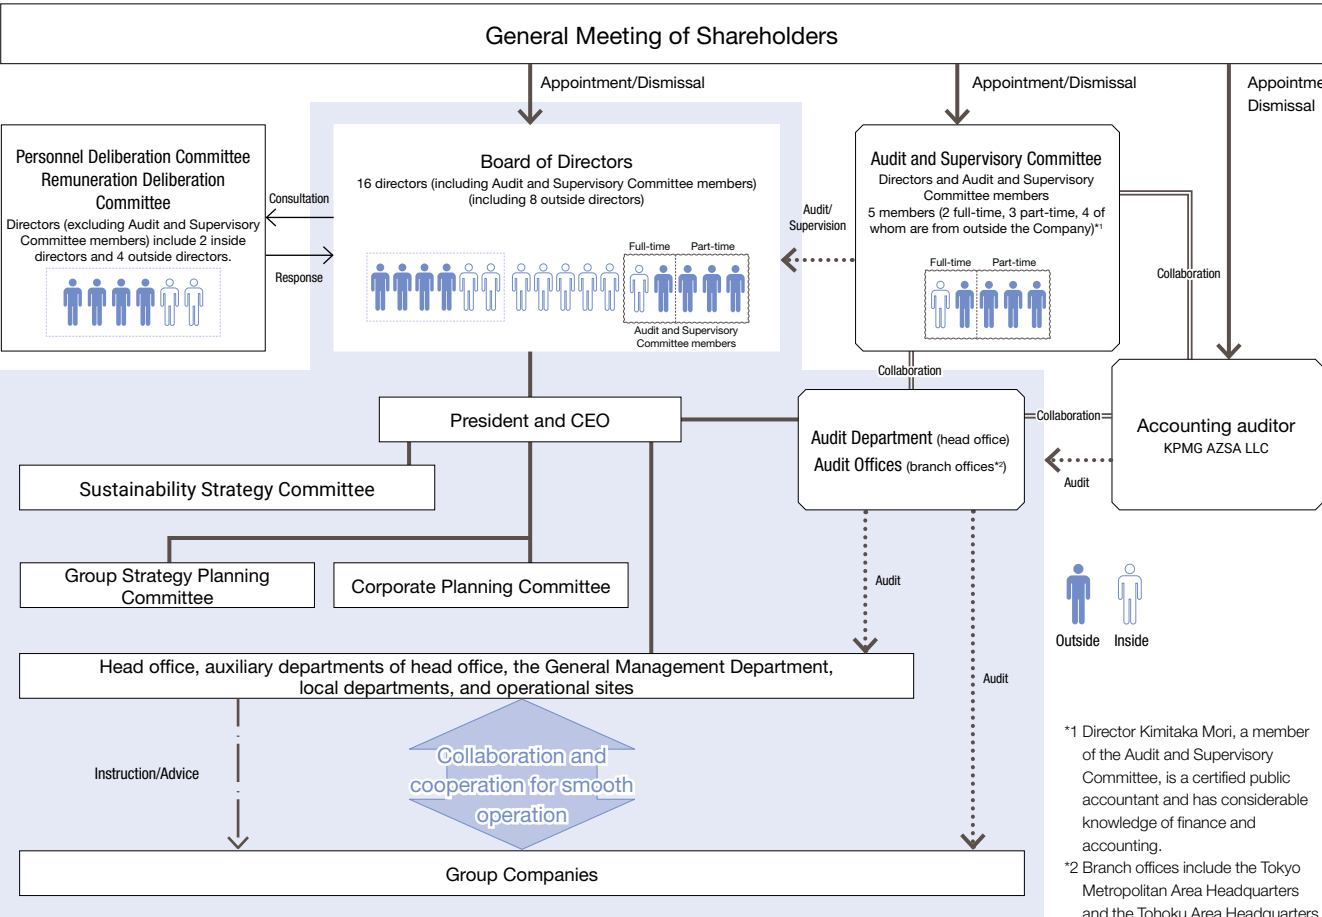 General Meeting of Shareholders
Appointment/Dismissal
Appointment/Dismissal
Dismissal
Personnel Deliberation Committee
Remuneration Deliberation
Committee
Directors (excluding Audit and Supervisory
Committee members) include 2 inside
directors and 4 outside directors.
Consultation
Response
Board of Directors
16 directors (including Audit and Supervisory Committee members)
(including 8 outside directors)
Full-time Part-time
Audit and Supervisory
Committee members
Audit/
Supervision
Audit and Supervisory Committee
Directors and Audit and Supervisory
Committee members
5 members (2 full-time, 3 part-time, 4 of
whom are from outside the Company)*1
Full-time Part-time
Collaboration
Collaboration
President and CEO
Audit Department (head office)
Audit Offices (branch offices*2)
Collaboration
Audit
Accounting auditor
KPMG AZSA LLC
Sustainability Strategy Committee
Group Strategy Planning
Committee
Corporate Planning Committee
Audit
Audit
Outside Inside
Head office, auxiliary departments of head office, the General Management Department,
local departments, and operational sites
Instruction/Advice
Collaboration and
cooperation for smooth
operation
Group Companies
*1 Director Kimitaka Mori, a member
of the Audit and Supervisory
Committee, is a certified public
accountant and has considerable
knowledge of finance and
accounting.
*2 Branch offices include the Tokyo
Metropolitan Area Headquarters
and the Tohoku Area Headquarters